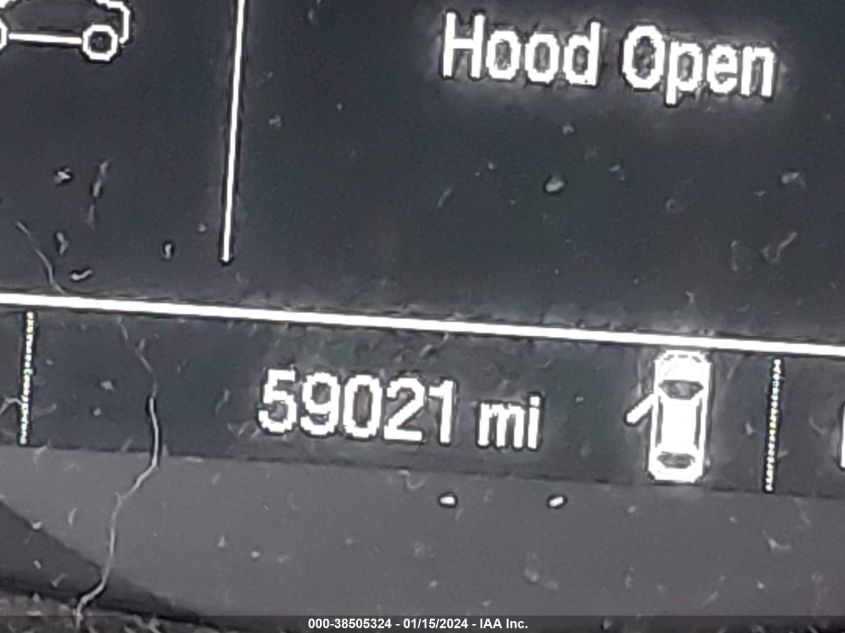 Hood Open
59021 mi
000-38505324 - 01/15/2024 - IAA Inc.